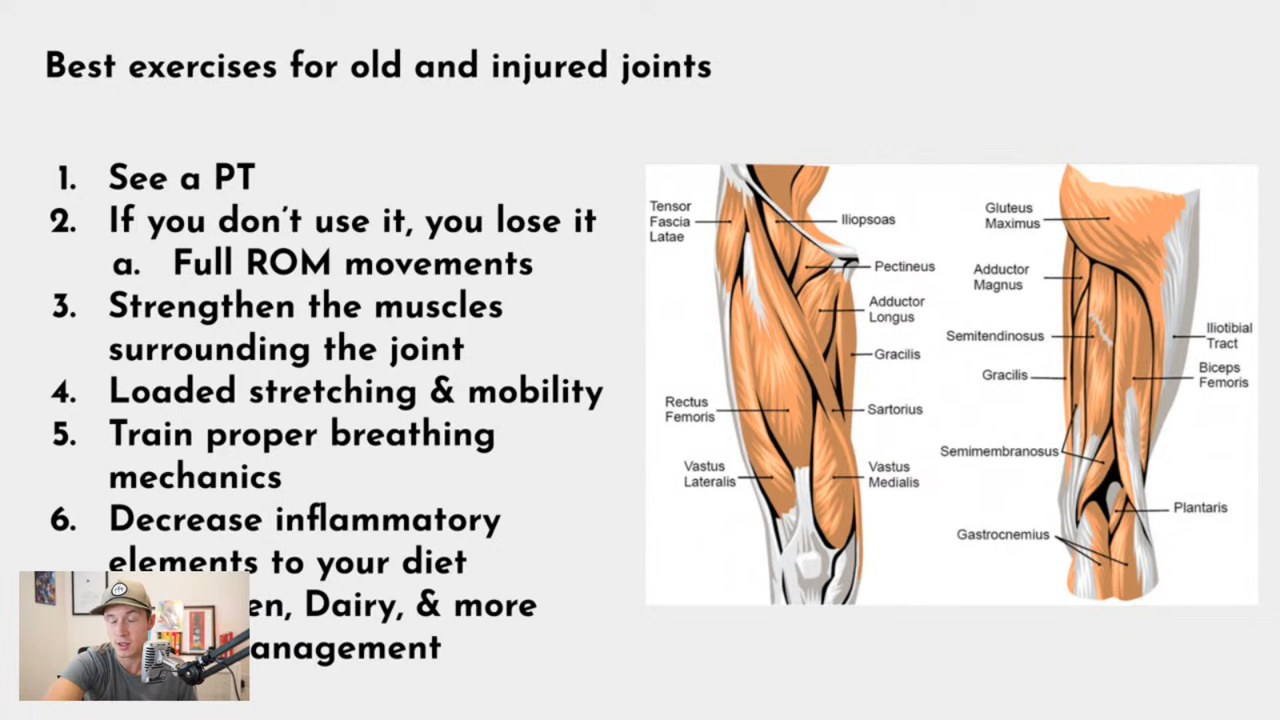 Best exercises for old and injured joints
1. See a PT
2. If you don't use it, you lose it
a. Full ROM movements
3. Strengthen the muscles
surrounding the joint
4. Loaded stretching & mobility
5. Train proper breathing
mechanics
6. Decrease inflammatory
elements to your diet
Dairy, & more
Tensor
Fascia
Latae
Iliopsoas
Pectineus
Adductor
Longus
Gracilis
Rectus
Femoris
Sartorius
Vastus
Lateralis
Vastus
Medialis
Gluteus
Maximus
Adductor
Magnus
Semitendinosus
Iliotibial
Tract
Gracilis
Biceps
Femoris
Semimembranosus
Plantaris
Gastrocnemius